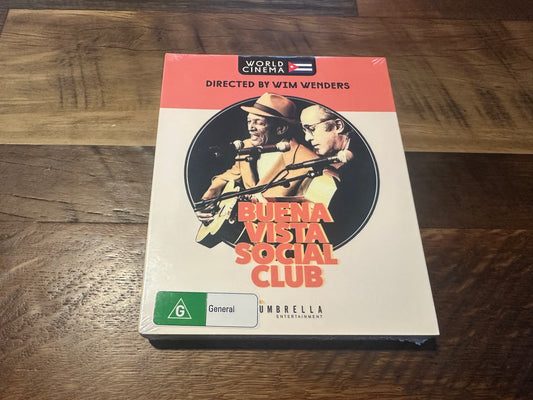 WORLD
CINEMA
DIRECTED BY WIM WENDERS
BUENA
VISTA
SOCIAL
CLUB
G
General
UMBRELLA
ENTERTAINMENT